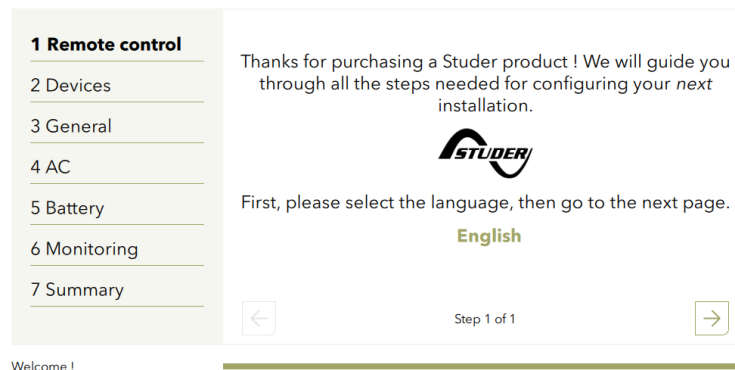 1 Remote control
2 Devices
3 General
4 AC
5 Battery
6 Monitoring
7 Summary
Thanks for purchasing a Studer product ! We will guide you
through all the steps needed for configuring your next
installation.
STUDER
First, please select the language, then go to the next page.
English
Step 1 of 1
Welcome !